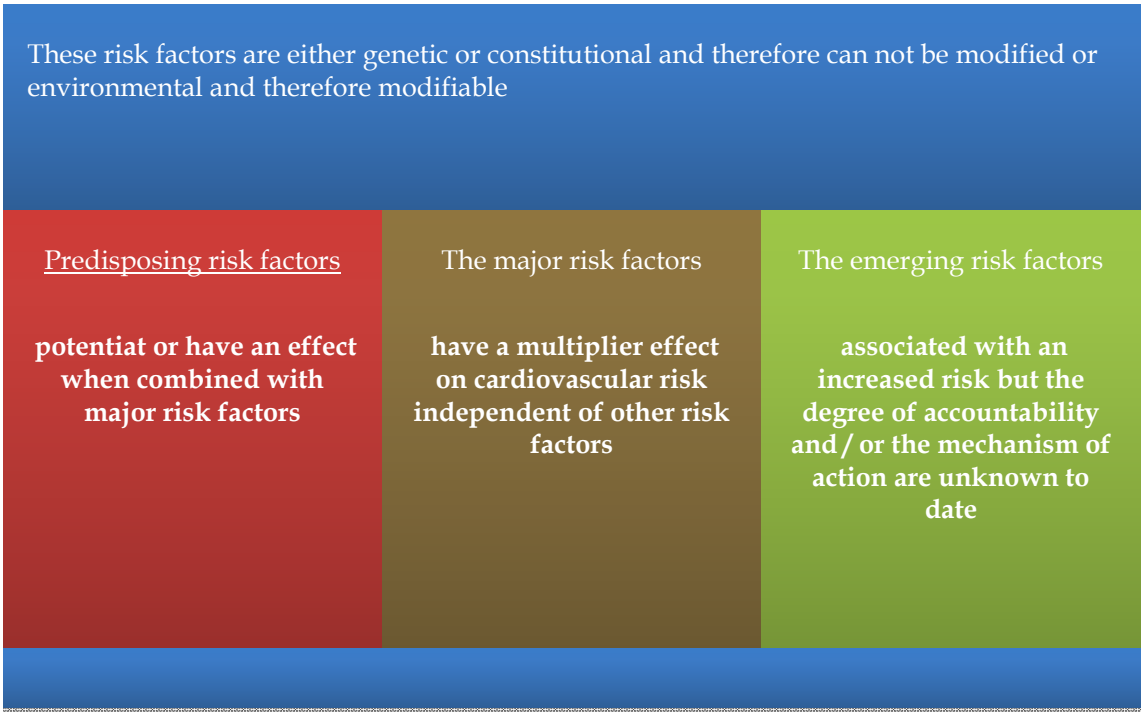 These risk factors are either genetic or constitutional and therefore can not be modified or
environmental and therefore modifiable
Predisposing risk factors
potentiat or have an effect
when combined with
major risk factors
The major risk factors
have a multiplier effect
on cardiovascular risk
independent of other risk
factors
The emerging risk factors
associated with an
increased risk but the
degree of accountability
and / or the mechanism of
action are unknown to
date